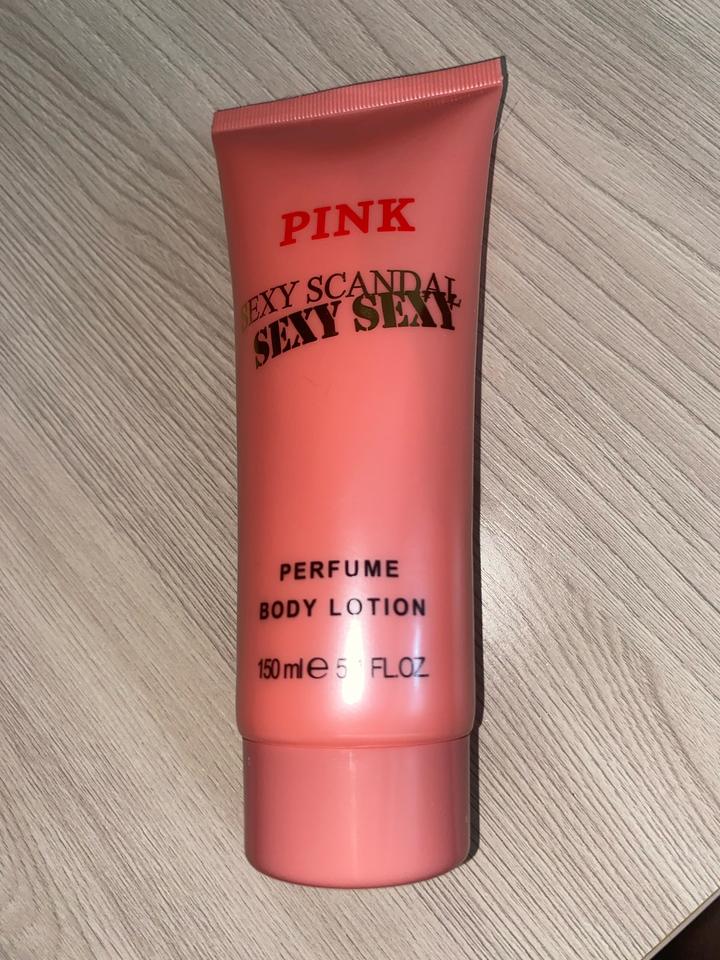 PINK
SEXY SCANDAL
SEXY SEXY
PERFUME
BODY LOTION
150 ml e 5.1 FL.OZ